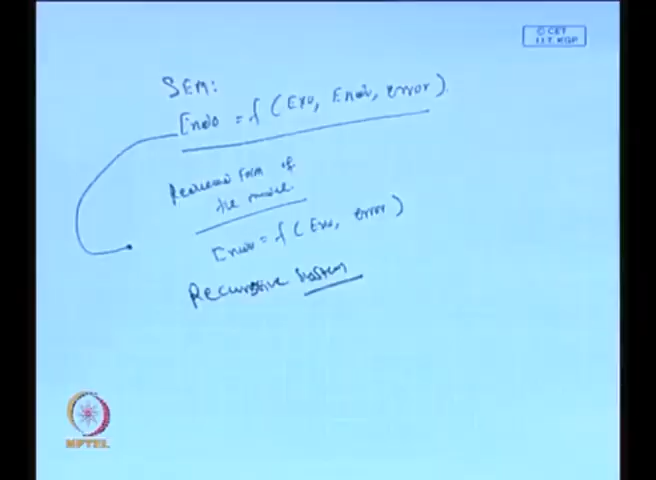 © CET
I.I.T. KGP
SEM:
Endo = f (Exo, Endo, error).
Reduced form of
the model.
Endo = f (Exo, error)
Recursive system
NPTEL